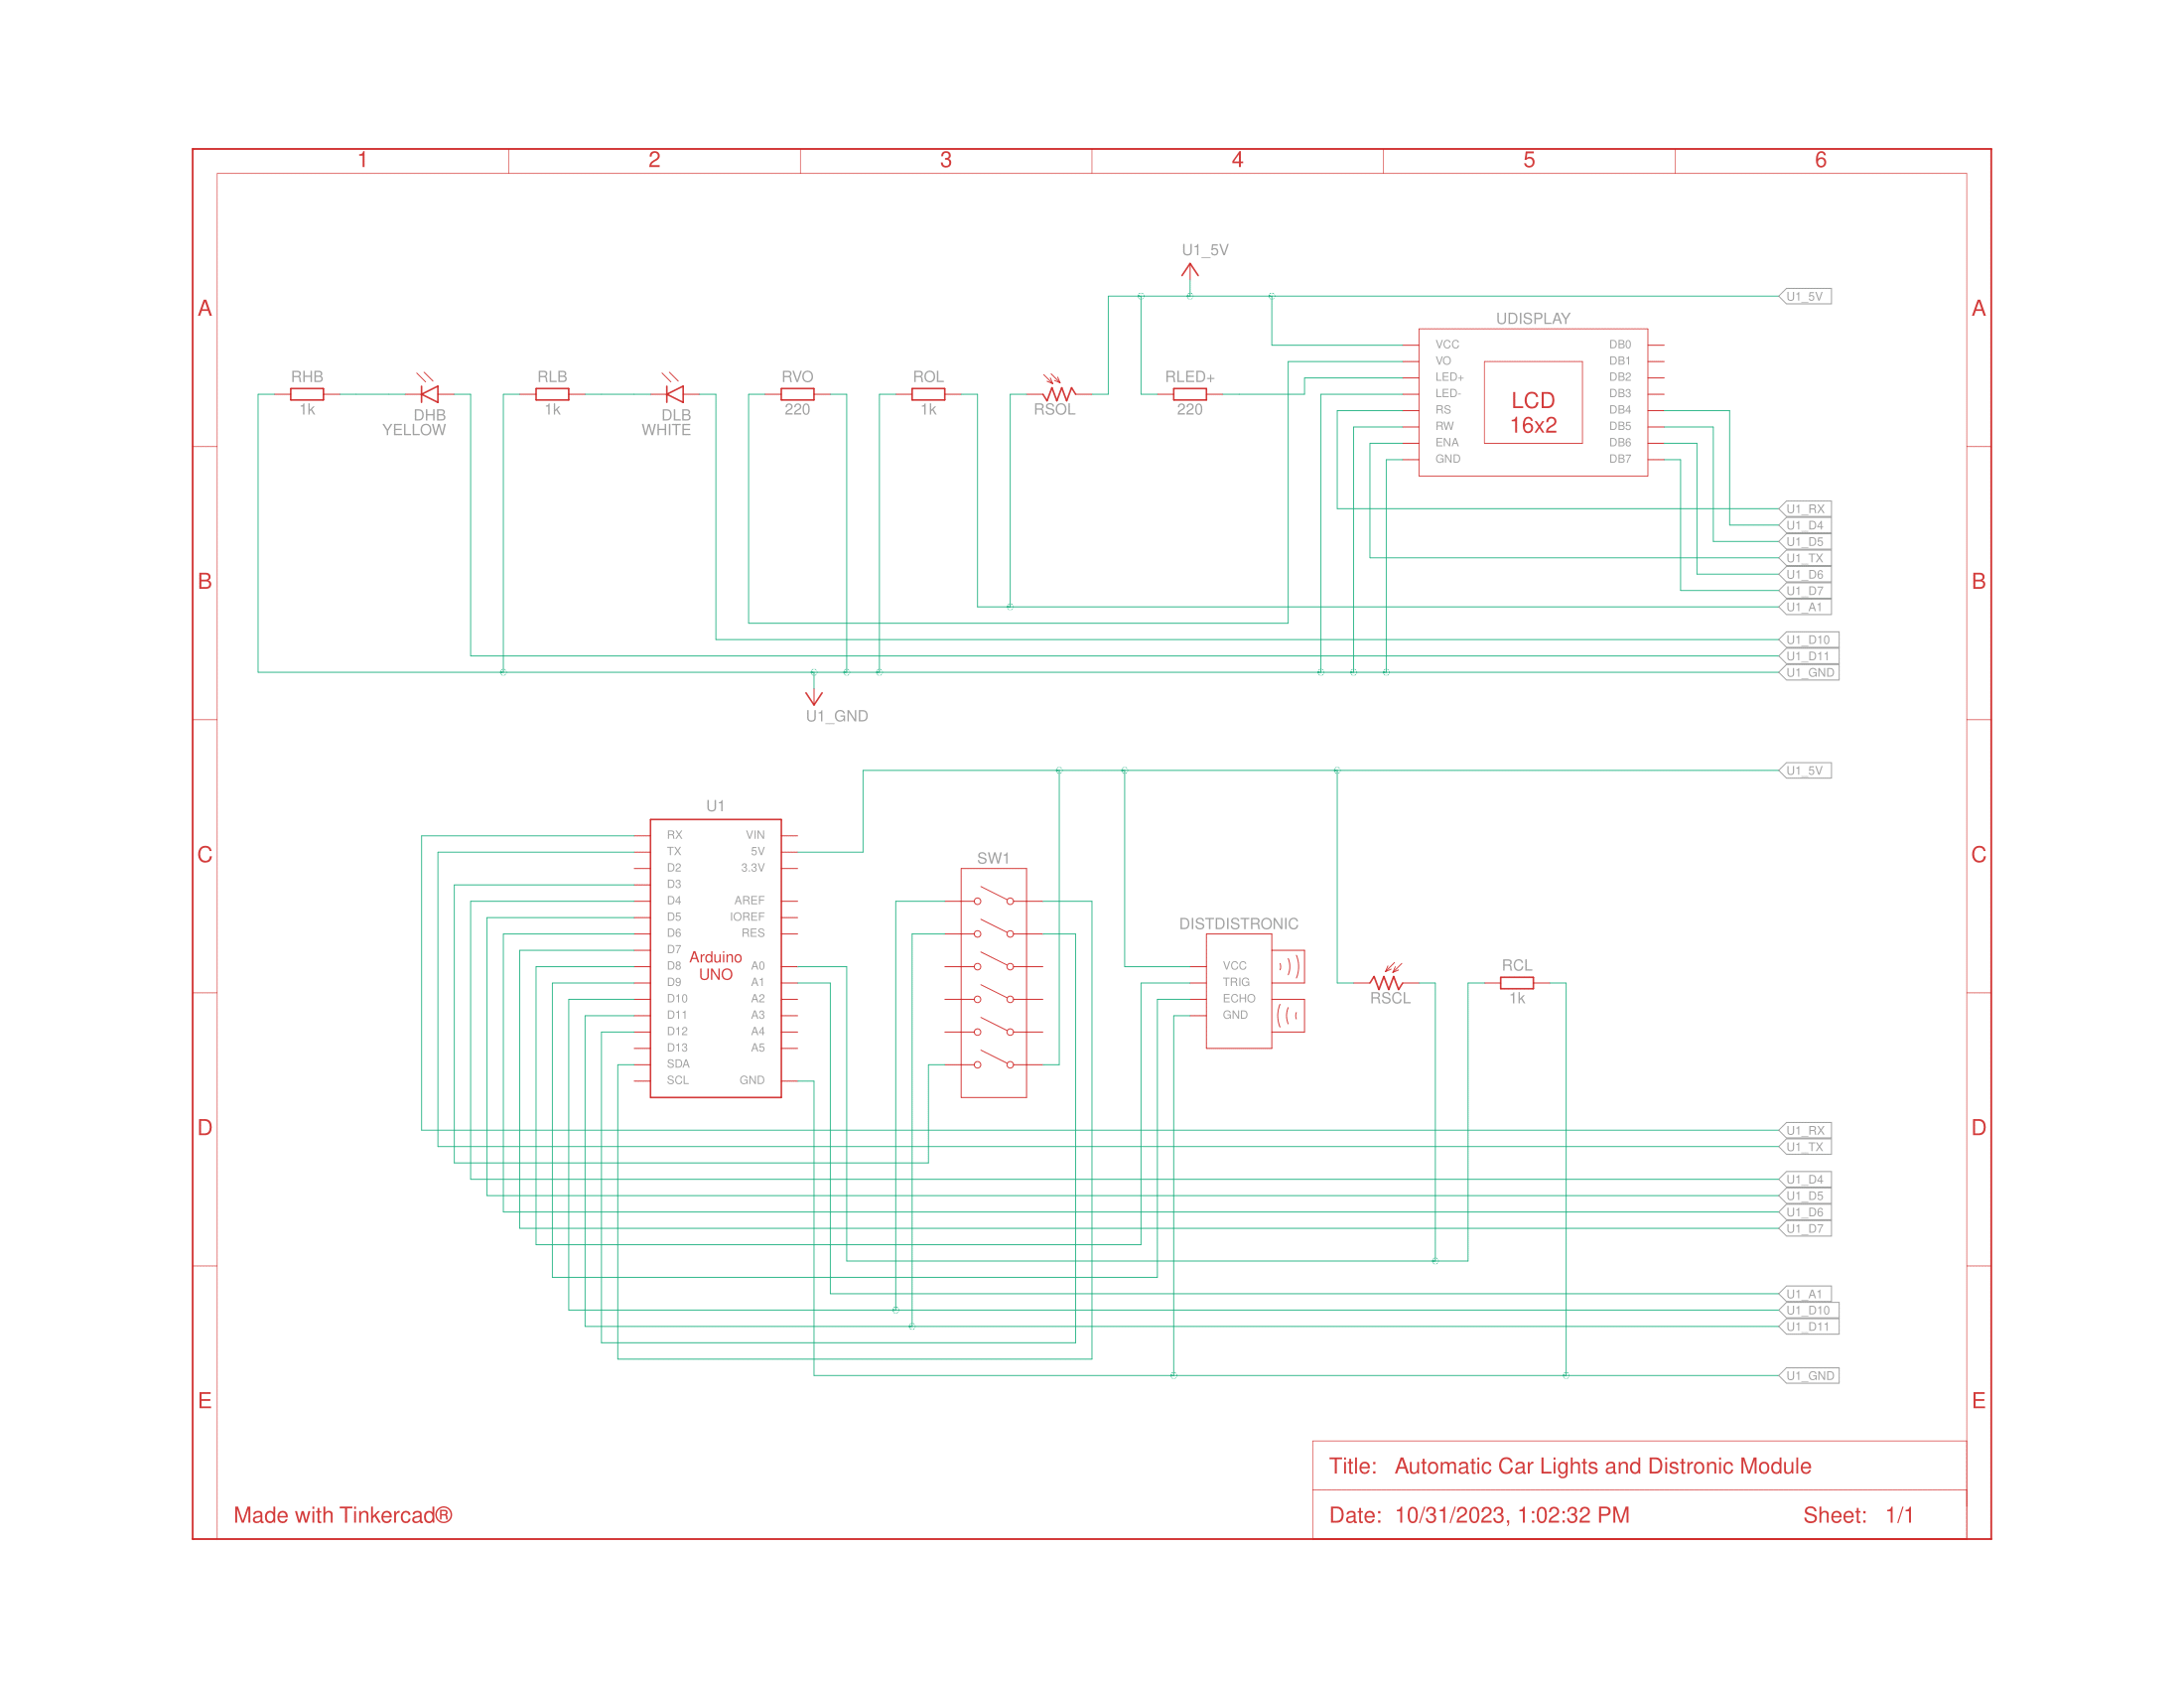 1 2 3 4 5 6
U1_5V
A U1_5V A
UDISPLAY
VCC DB0
VO DB1
RHB RLB RVO ROL RLED+ LED+ DB2
LED- DB3
1k 1k 220 1k RSOL 220
LCD
16x2
RS DB4
DHB DLB
YELLOW WHITE
RW DB5
ENA DB6
GND DB7
U1_RX
U1_D4
U1_D5
U1_TX
B U1_D6 B
U1_D7
U1_A1
U1_D10
U1_D11
U1_GND
U1_GND
U1_5V
U1
RX VIN
TX 5V
C SW1 C
D2 3.3V
D3
D4 AREF
D5 IOREF
DISTDISTRONIC
D6 RES
D7
Arduino
UNO
D8 A0
VCC
RCL
D9 A1
TRIG
D10 A2
ECHO
RSCL 1k
D11 A3
GND
D12 A4
D13 A5
SDA
SCL GND
D U1_RX D
U1_TX
U1_D4
U1_D5
U1_D6
U1_D7
U1_A1
U1_D10
U1_D11
U1_GND
E E
Title: Automatic Car Lights and Distronic Module
Made with Tinkercad® Date: 10/31/2023, 1:02:32 PM Sheet: 1/1